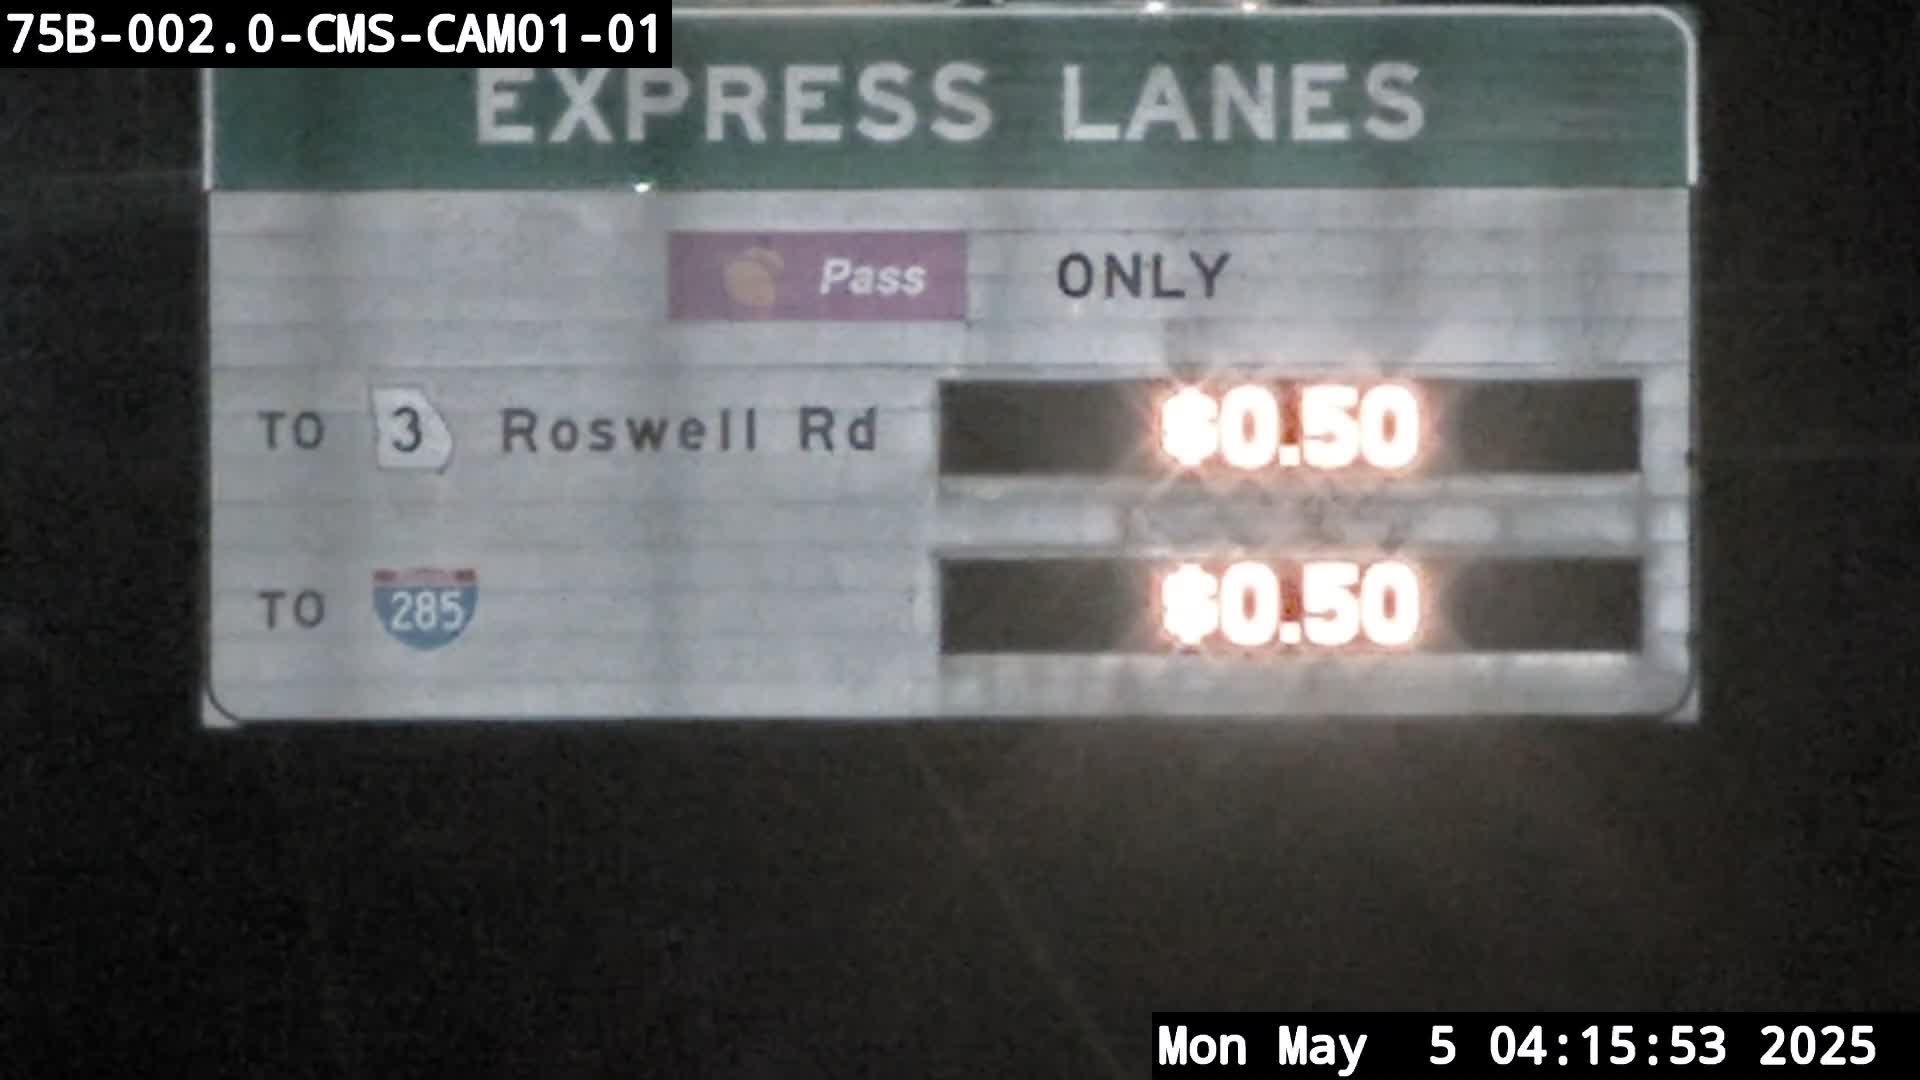 75B-002.0-CMS-CAM01-01
EXPRESS LANES
Pass ONLY
TO 3 Roswell Rd $0.50
TO 285 $0.50
Mon May 5 04:15:53 2025